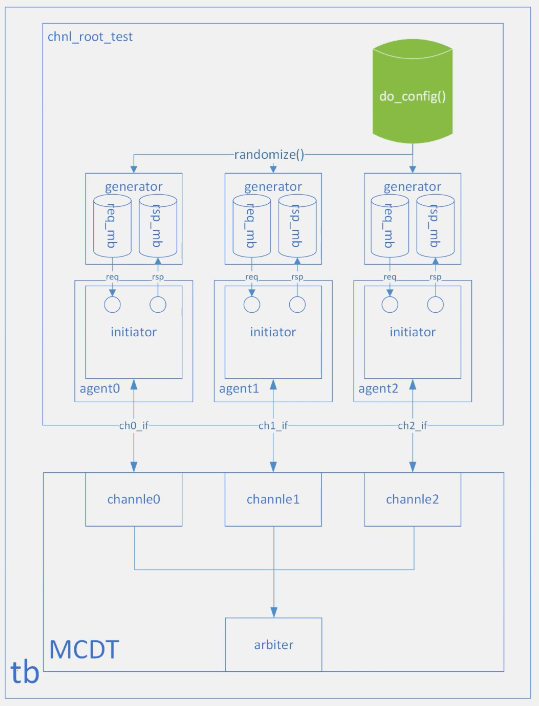 chnl_root_test
do_config()
randomize()
generator generator generator
req_mb rsp_mb req_mb rsp_mb req_mb rsp_mb
req rsp req rsp req rsp
initiator initiator initiator
agent0 agent1 agent2
ch0_if ch1_if ch2_if
channle0 channle1 channle2
arbiter
MCDT
tb